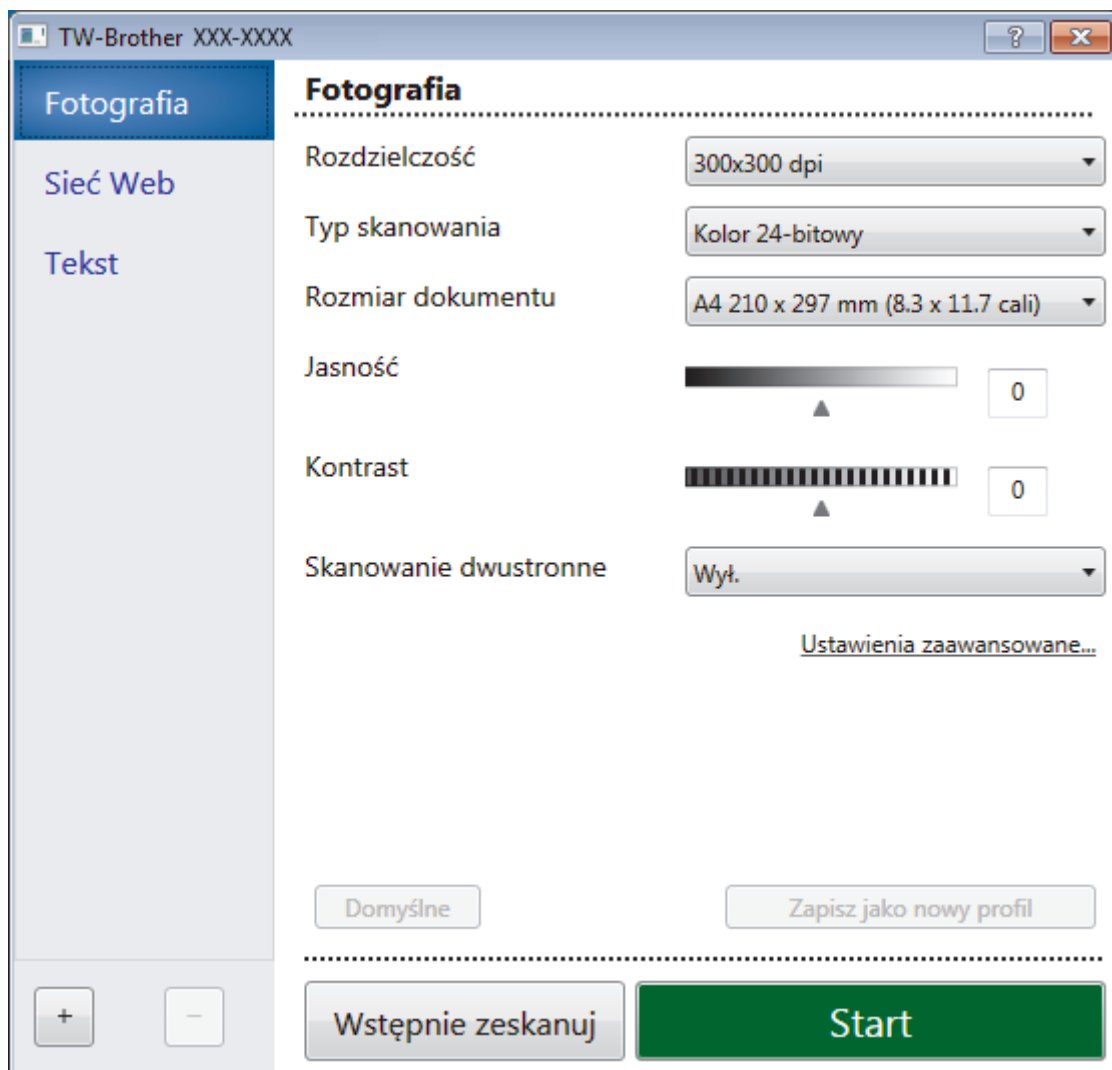 TW-Brother XXX-XXXX
Fotografia
Sieć Web
Tekst
Fotografia
Rozdzielczość 300x300 dpi
Typ skanowania Kolor 24-bitowy
Rozmiar dokumentu A4 210 x 297 mm (8.3 x 11.7 cali)
Jasność 0
Kontrast 0
Skanowanie dwustronne Wył.
Ustawienia zaawansowane...
Domyślne Zapisz jako nowy profil
+ − Wstępnie zeskanuj Start